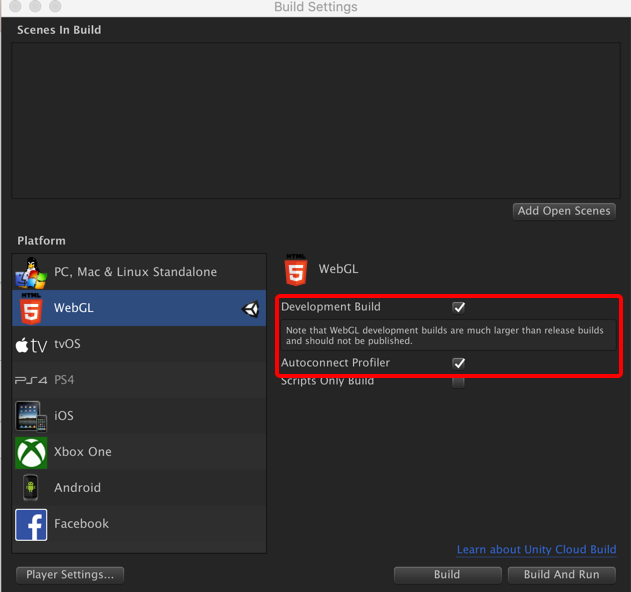 Build Settings
Scenes In Build
Add Open Scenes
Platform
PC, Mac & Linux Standalone
HTML
WebGL
tv
tvOS
PS4
PS4
iOS
Xbox One
Android
f
Facebook
HTML
5
WebGL
Development Build
Note that WebGL development builds are much larger than release builds
and should not be published.
Autoconnect Profiler
Scripts Only Build
Learn about Unity Cloud Build
Player Settings...
Build
Build And Run